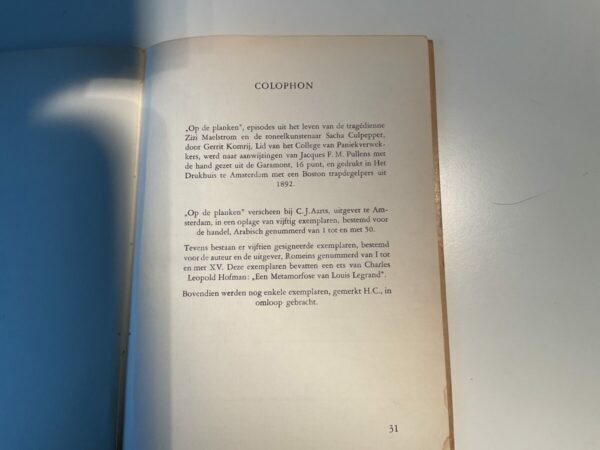 COLOPHON
„Op de planken", episodes uit het leven van de tragédienne
Zizi Maelstrom en de toneelkunstenaar Sacha Culpepper,
door Gerrit Komrij, Lid van het College van Paniekverwek-
kers, werd naar aanwijzingen van Jacques F. M. Pullens met
de hand gezet uit de Garamont, 16 punt, en gedrukt in Het
Drukhuis te Amsterdam met een Boston trapdegelpers uit
1892.
„Op de planken" verscheen bij C. J. Aarts, uitgever te Am-
sterdam, in een oplage van vijftig exemplaren, bestemd voor
de handel, Arabisch genummerd van 1 tot en met 50.
Tevens bestaan er vijftien gesigneerde exemplaren, bestemd
voor de auteur en de uitgever, Romeins genummerd van I tot
en met XV. Deze exemplaren bevatten een ets van Charles
Leopold Hofman: „Een Metamorfose van Louis Legrand".
Bovendien werden nog enkele exemplaren, gemerkt H.C., in
omloop gebracht.
31